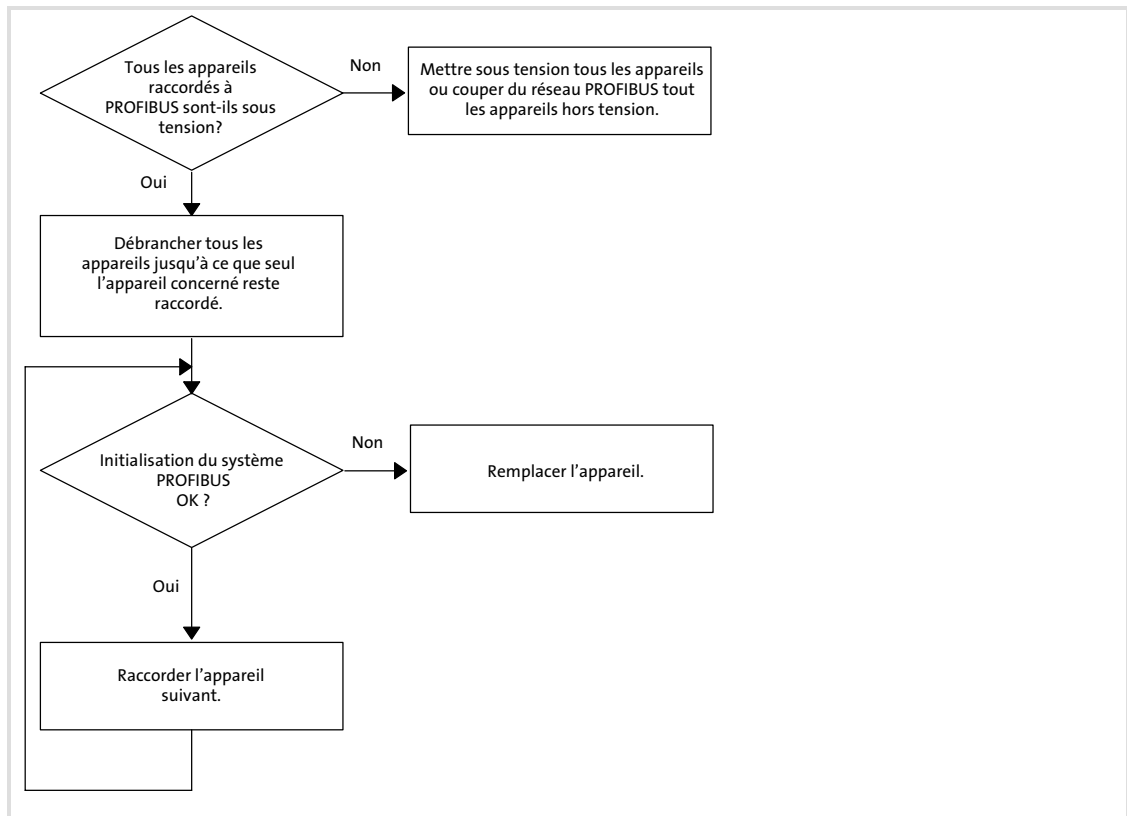 Tous les appareils
raccordés à
PROFIBUS sont-ils sous
tension?
Non
Mettre sous tension tous les appareils
ou couper du réseau PROFIBUS tout
les appareils hors tension.
Oui
Débrancher tous les
appareils jusqu'à ce que seul
l'appareil concerné reste
raccordé.
Initialisation du système
PROFIBUS
OK ?
Non
Remplacer l'appareil.
Oui
Raccorder l'appareil
suivant.